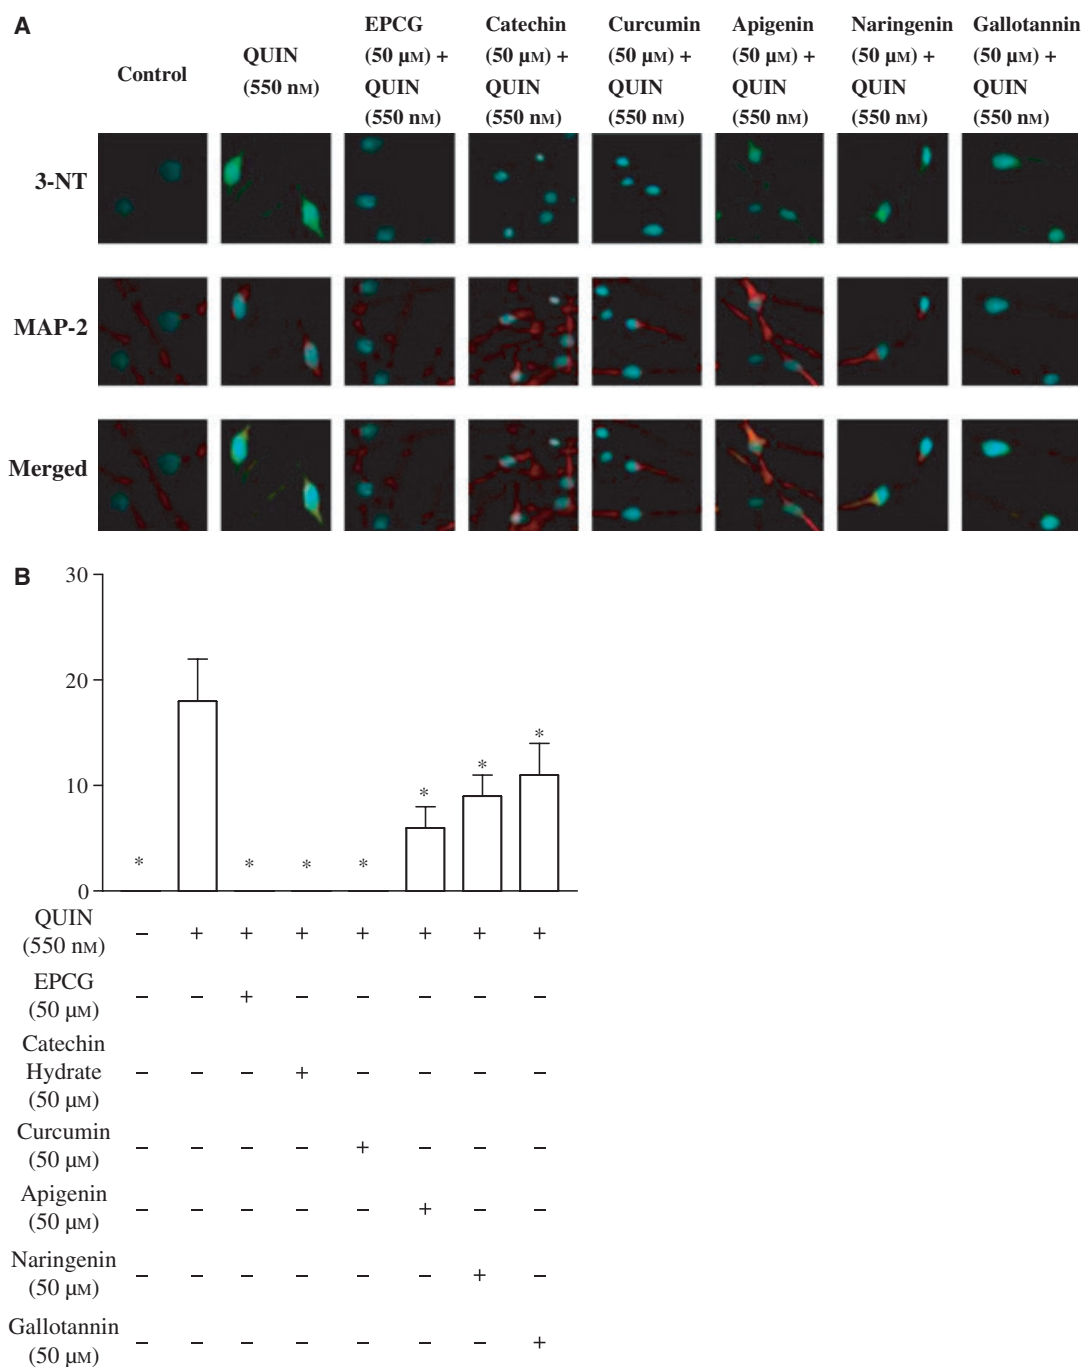 A
Control
QUIN
(550 nM)
EPCG
(50 µM) +
QUIN
(550 nM)
Catechin
(50 µM) +
QUIN
(550 nM)
Curcumin
(50 µM) +
QUIN
(550 nM)
Apigenin
(50 µM) +
QUIN
(550 nM)
Naringenin
(50 µM) +
QUIN
(550 nM)
Gallotannin
(50 µM) +
QUIN
(550 nM)
3-NT
MAP-2
Merged
B
30
20
10
0
* * * * * * *
QUIN
(550 nM)
– + + + + + + +
EPCG
(50 µM)
– – + – – – – –
Catechin
Hydrate
(50 µM)
– – – + – – – –
Curcumin
(50 µM)
– – – – + – – –
Apigenin
(50 µM)
– – – – – + – –
Naringenin
(50 µM)
– – – – – – + –
Gallotannin
(50 µM)
– – – – – – – +